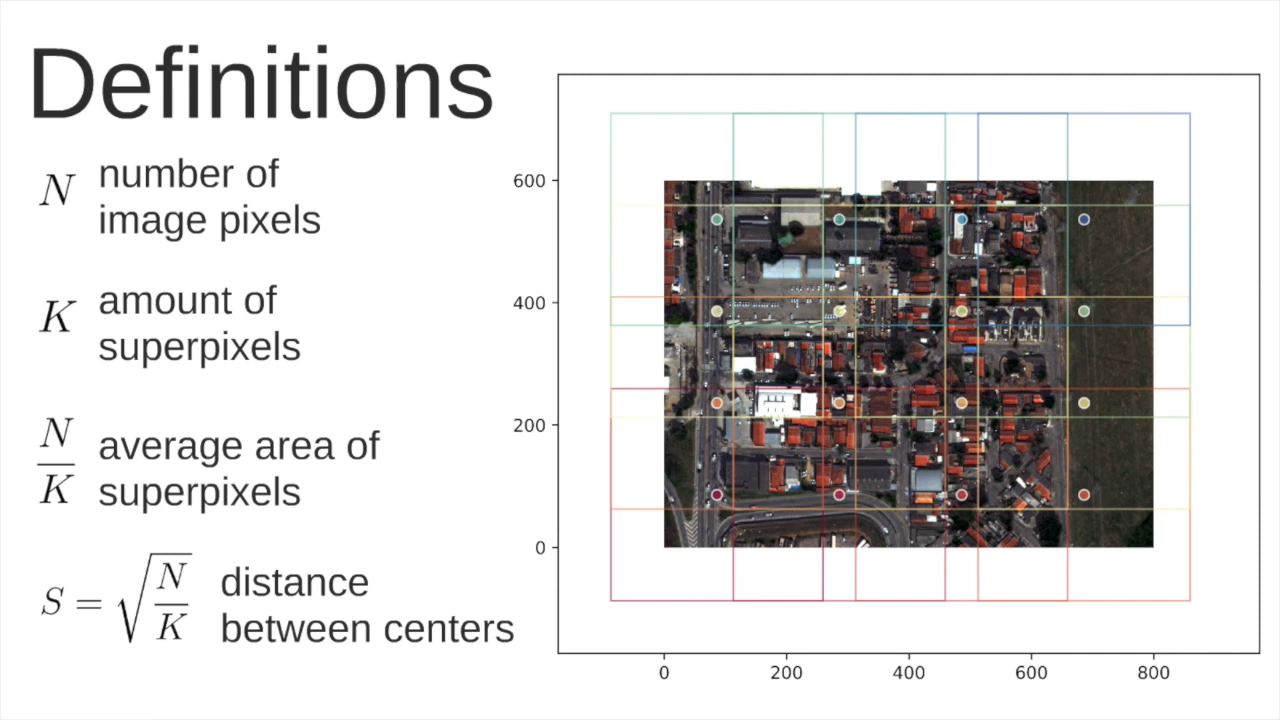 Definitions
N number of
image pixels
K amount of
superpixels
N/K average area of
superpixels
S = √(N/K) distance
between centers
600
400
200
0
0 200 400 600 800